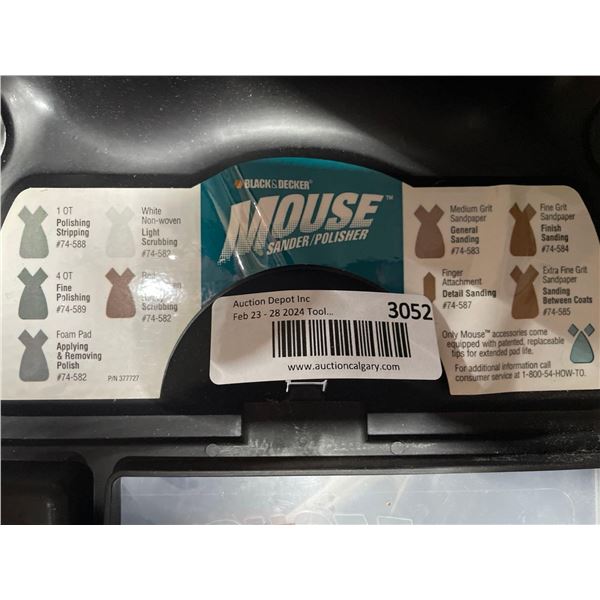 1 OT
Polishing
Stripping
#74-588
White
Non-woven
Light
Scrubbing
#74-582
4 OT
Fine
Polishing
#74-589
Scrubbing
#74-582
Foam Pad
Applying
& Removing
Polish
#74-582
P/N 377727
BLACK&DECKER®
MOUSE™
SANDER/POLISHER
Auction Depot Inc
Feb 23 - 28 2024 Tool...
3052
www.auctioncalgary.com
Medium Grit
Sandpaper
General
Sanding
#74-583
Fine Grit
Sandpaper
Finish
Sanding
#74-584
Finger
Attachment
Detail Sanding
#74-587
Extra Fine Grit
Sandpaper
Sanding
Between Coats
#74-585
Only Mouse™ accessories come
equipped with patented, replaceable
tips for extended pad life.
For additional information call
consumer service at 1-800-54-HOW-TO.